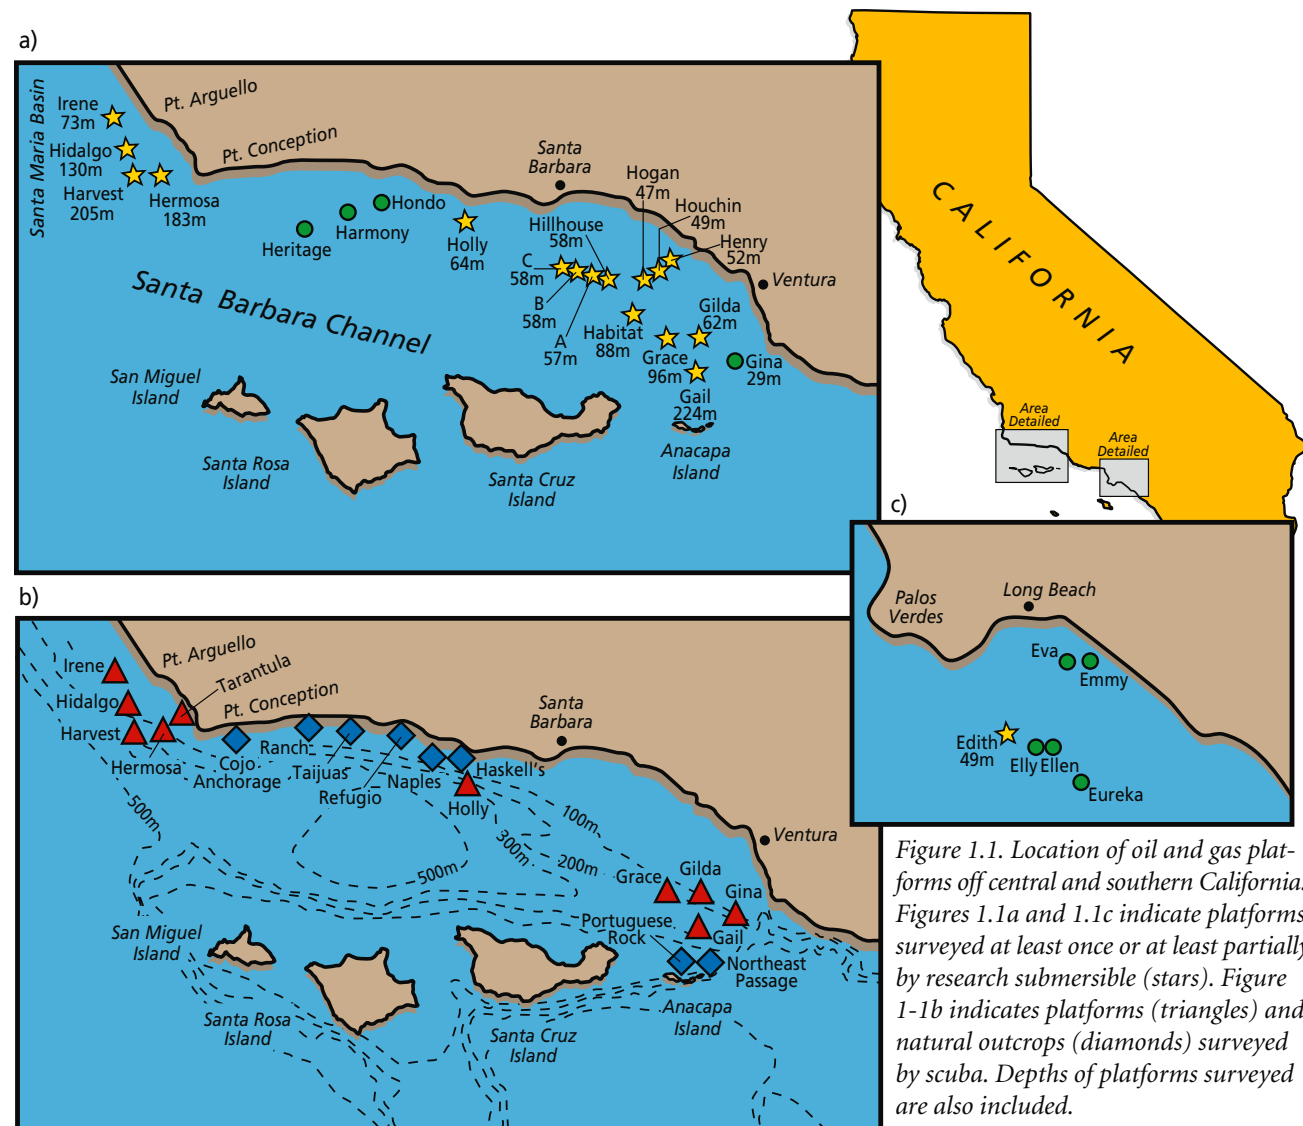 a)
Santa Maria Basin
Pt. Arguello
Irene
73m
Hidalgo
130m
Harvest
205m
Hermosa
183m
Pt. Conception
Santa
Barbara
Hogan
47m
Houchin
49m
Henry
52m
Hondo
Harmony
Heritage
Holly
64m
Hillhouse
58m
C
58m
B
58m
A
57m
Habitat
88m
Ventura
Gilda
62m
Grace
96m
Gina
29m
Gail
224m
Santa Barbara Channel
San Miguel
Island
Santa Rosa
Island
Santa Cruz
Island
Anacapa
Island
CALIFORNIA
Area
Detailed
Area
Detailed
b)
Pt. Arguello
Irene
Tarantula
Hidalgo
Pt. Conception
Harvest
Hermosa
Cojo
Anchorage
Ranch
Taijuas
Refugio
Naples
Haskell's
Holly
Santa
Barbara
Ventura
500m
500m
300m
100m
200m
Grace
Gilda
Gina
Gail
Portuguese
Rock
Northeast
Passage
San Miguel
Island
Santa Rosa
Island
Santa Cruz
Island
Anacapa
Island
c)
Palos
Verdes
Long Beach
Eva
Emmy
Edith
49m
Elly
Ellen
Eureka
Figure 1.1. Location of oil and gas plat-
forms off central and southern California.
Figures 1.1a and 1.1c indicate platforms
surveyed at least once or at least partially
by research submersible (stars). Figure
1-1b indicates platforms (triangles) and
natural outcrops (diamonds) surveyed
by scuba. Depths of platforms surveyed
are also included.